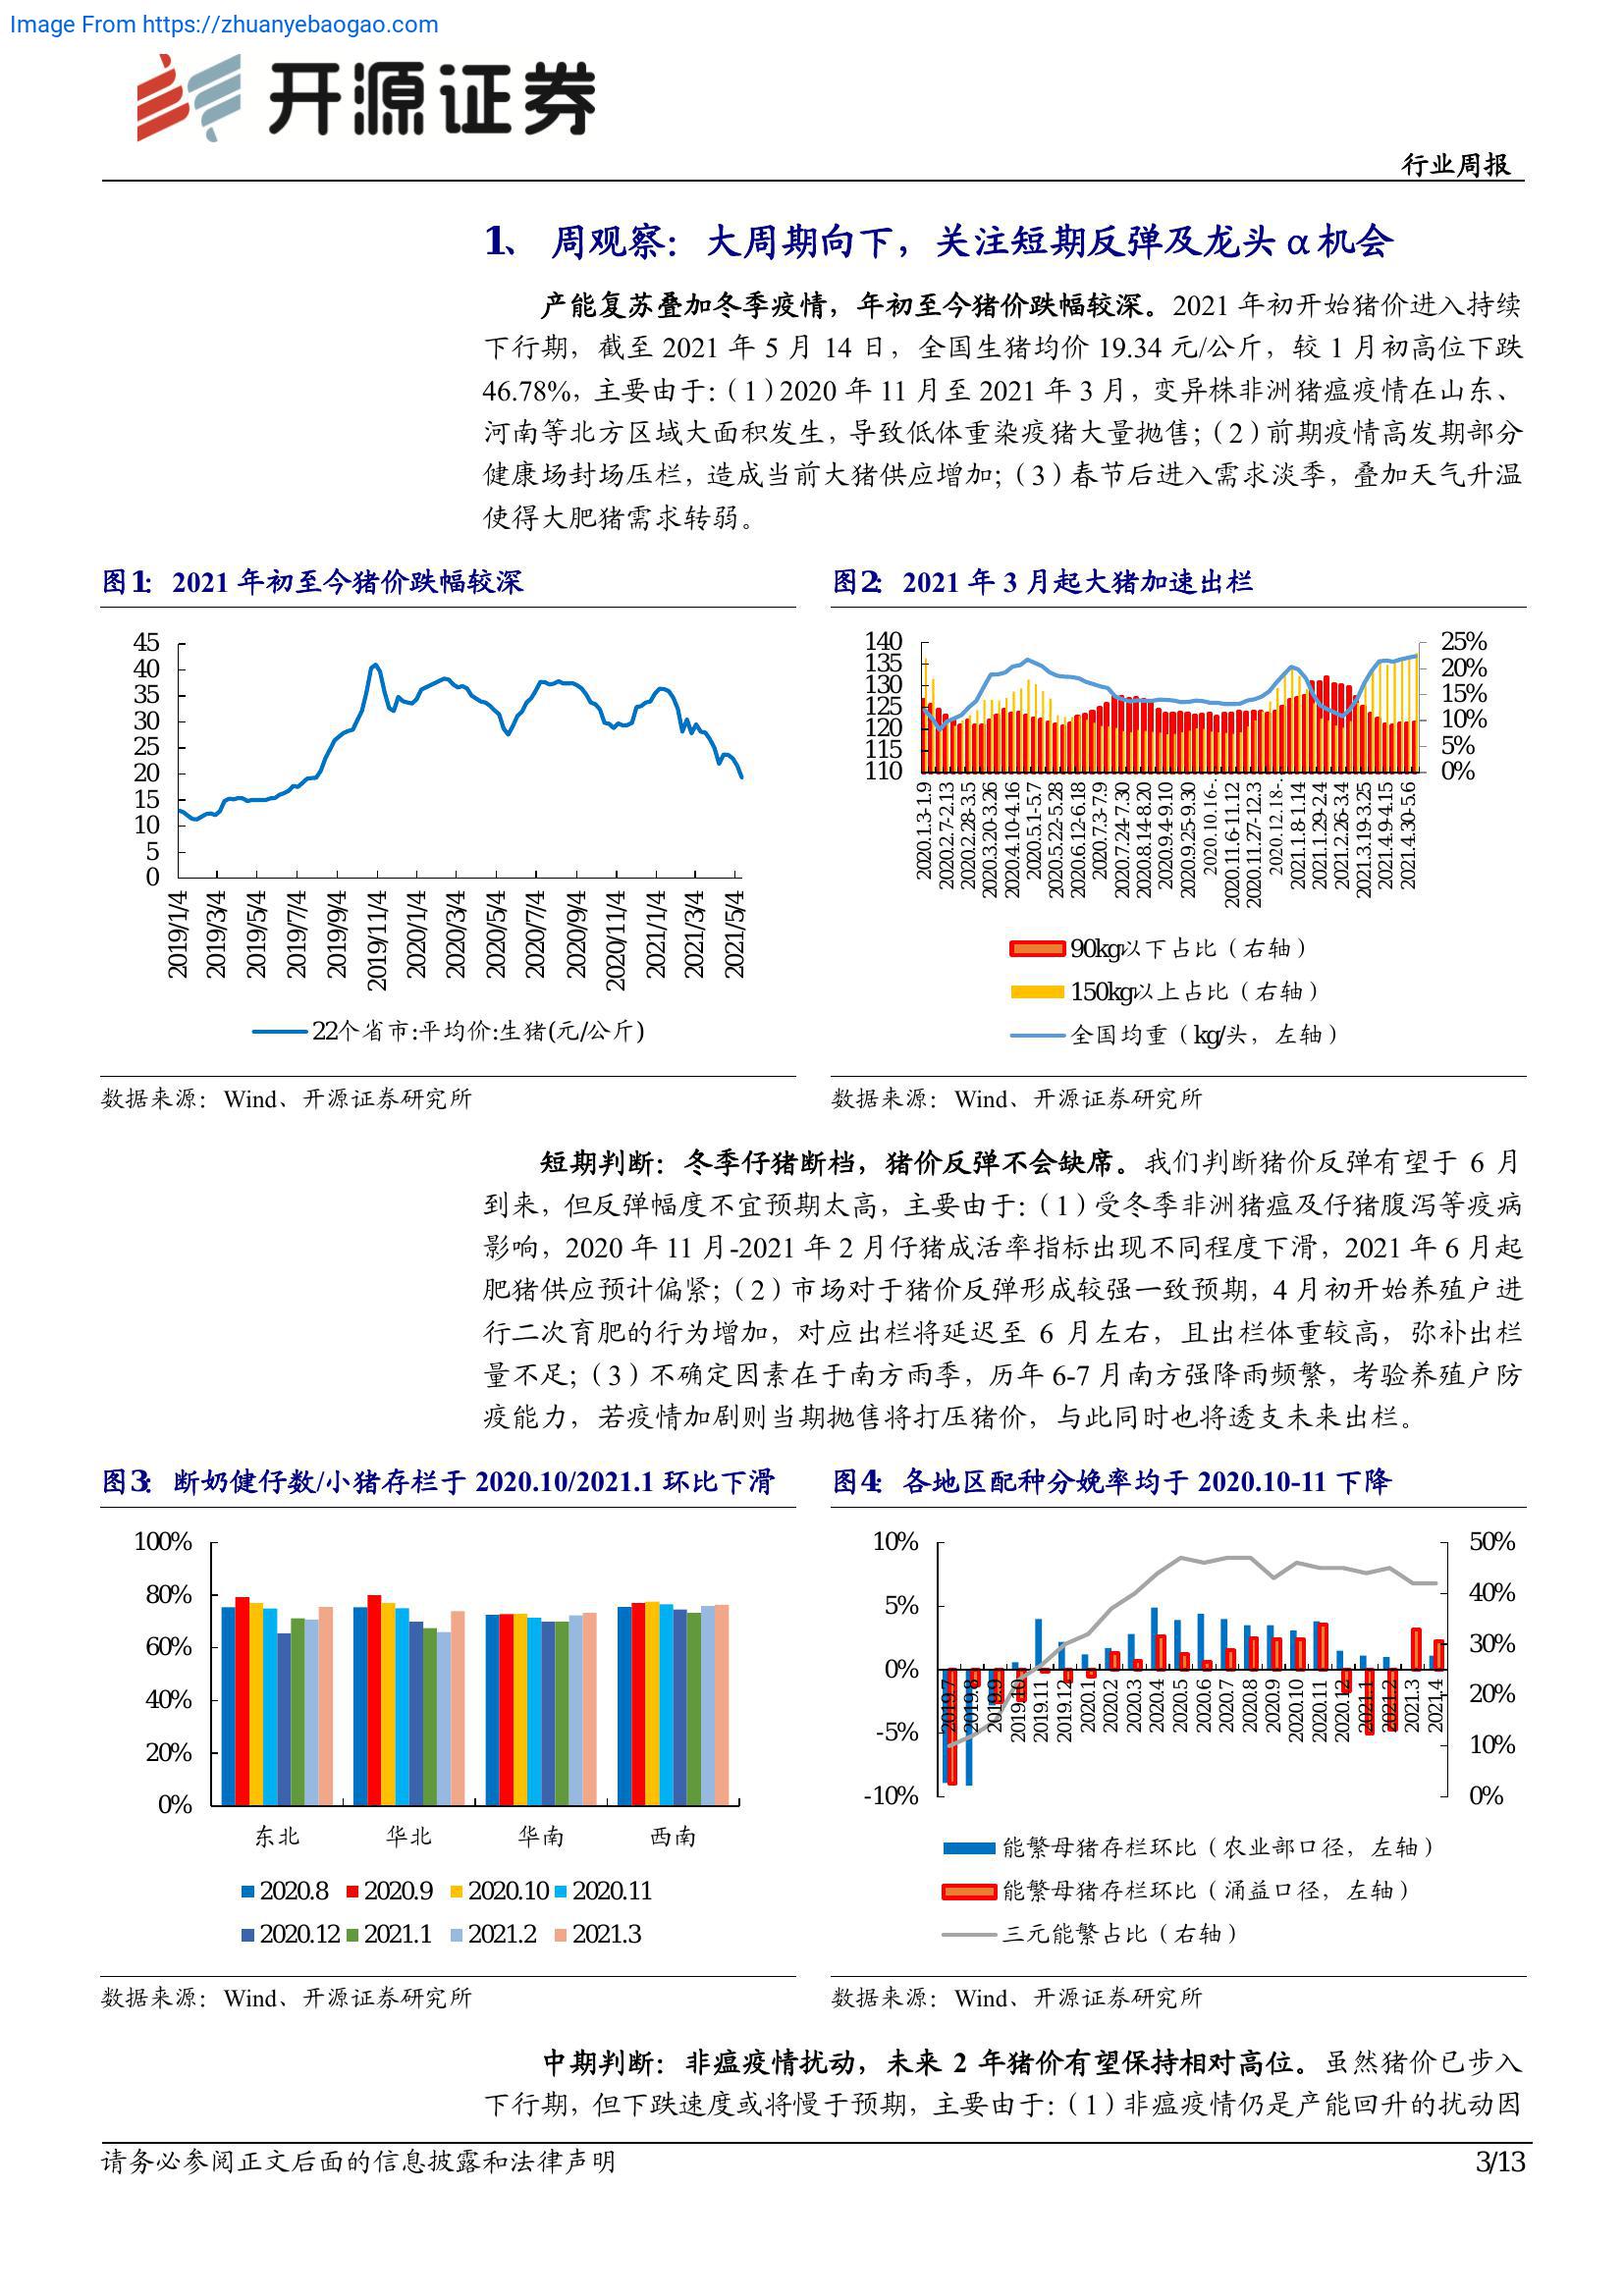 Image From https://zhuanyebaogao.com
开源证券
行业周报
1、 周观察：大周期向下，关注短期反弹及龙头α机会
产能复苏叠加冬季疫情，年初至今猪价跌幅较深。2021 年初开始猪价进入持续
下行期，截至 2021 年 5 月 14 日，全国生猪均价 19.34 元/公斤，较 1 月初高位下跌
46.78%，主要由于：（1）2020 年 11 月至 2021 年 3 月，变异株非洲猪瘟疫情在山东、
河南等北方区域大面积发生，导致低体重染疫猪大量抛售；（2）前期疫情高发期部分
健康场封场压栏，造成当前大猪供应增加；（3）春节后进入需求淡季，叠加天气升温
使得大肥猪需求转弱。
图1： 2021 年初至今猪价跌幅较深
45
40
35
30
25
20
15
10
5
0
2019/1/4
2019/3/4
2019/5/4
2019/7/4
2019/9/4
2019/11/4
2020/1/4
2020/3/4
2020/5/4
2020/7/4
2020/9/4
2020/11/4
2021/1/4
2021/3/4
2021/5/4
22个省市:平均价:生猪(元/公斤)
数据来源：Wind、开源证券研究所
图2： 2021 年 3 月起大猪加速出栏
140
135
130
125
120
115
110
25%
20%
15%
10%
5%
0%
2020.1.3-1.9
2020.2.7-2.13
2020.2.28-3.5
2020.3.20-3.26
2020.4.10-4.16
2020.5.1-5.7
2020.5.22-5.28
2020.6.12-6.18
2020.7.3-7.9
2020.7.24-7.30
2020.8.14-8.20
2020.9.4-9.10
2020.9.25-9.30
2020.10.16-.
2020.11.6-11.12
2020.11.27-12.3
2020.12.18-.
2021.1.8-1.14
2021.1.29-2.4
2021.2.26-3.4
2021.3.19-3.25
2021.4.9-4.15
2021.4.30-5.6
90kg以下占比（右轴）
150kg以上占比（右轴）
全国均重（kg/头，左轴）
数据来源：Wind、开源证券研究所
短期判断：冬季仔猪断档，猪价反弹不会缺席。我们判断猪价反弹有望于 6 月
到来，但反弹幅度不宜预期太高，主要由于：（1）受冬季非洲猪瘟及仔猪腹泻等疫病
影响，2020 年 11 月-2021 年 2 月仔猪成活率指标出现不同程度下滑，2021 年 6 月起
肥猪供应预计偏紧；（2）市场对于猪价反弹形成较强一致预期，4 月初开始养殖户进
行二次育肥的行为增加，对应出栏将延迟至 6 月左右，且出栏体重较高，弥补出栏
量不足；（3）不确定因素在于南方雨季，历年 6-7 月南方强降雨频繁，考验养殖户防
疫能力，若疫情加剧则当期抛售将打压猪价，与此同时也将透支未来出栏。
图3： 断奶健仔数/小猪存栏于 2020.10/2021.1 环比下滑
100%
80%
60%
40%
20%
0%
东北 华北 华南 西南
2020.8 2020.9 2020.10 2020.11
2020.12 2021.1 2021.2 2021.3
数据来源：Wind、开源证券研究所
图4： 各地区配种分娩率均于 2020.10-11 下降
10%
5%
0%
-5%
-10%
50%
40%
30%
20%
10%
0%
2019.7
2019.8
2019.9
2019.10
2019.11
2019.12
2020.1
2020.2
2020.3
2020.4
2020.5
2020.6
2020.7
2020.8
2020.9
2020.10
2020.11
2020.12
2021.1
2021.2
2021.3
2021.4
能繁母猪存栏环比（农业部口径，左轴）
能繁母猪存栏环比（涌益口径，左轴）
三元能繁占比（右轴）
数据来源：Wind、开源证券研究所
中期判断：非瘟疫情扰动，未来 2 年猪价有望保持相对高位。虽然猪价已步入
下行期，但下跌速度或将慢于预期，主要由于：（1）非瘟疫情仍是产能回升的扰动因
请务必参阅正文后面的信息披露和法律声明
3/13